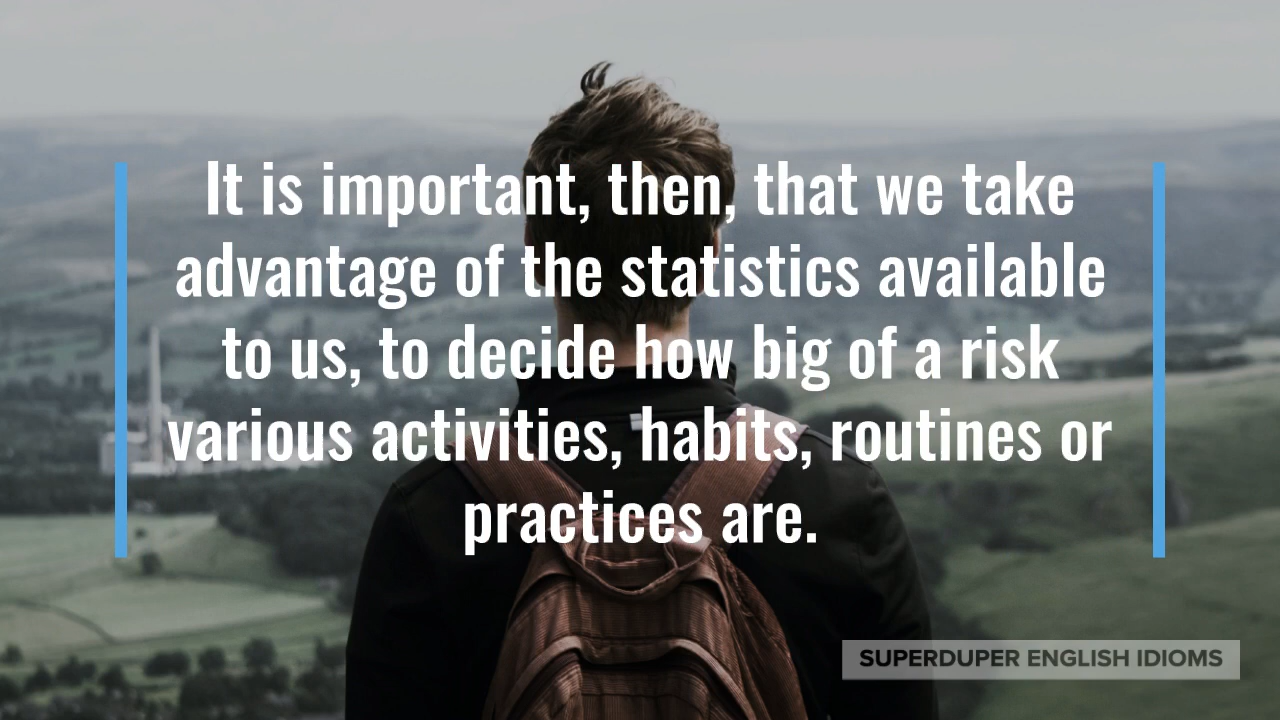 It is important, then, that we take
advantage of the statistics available
to us, to decide how big of a risk
various activities, habits, routines or
practices are.
SUPERDUPER ENGLISH IDIOMS